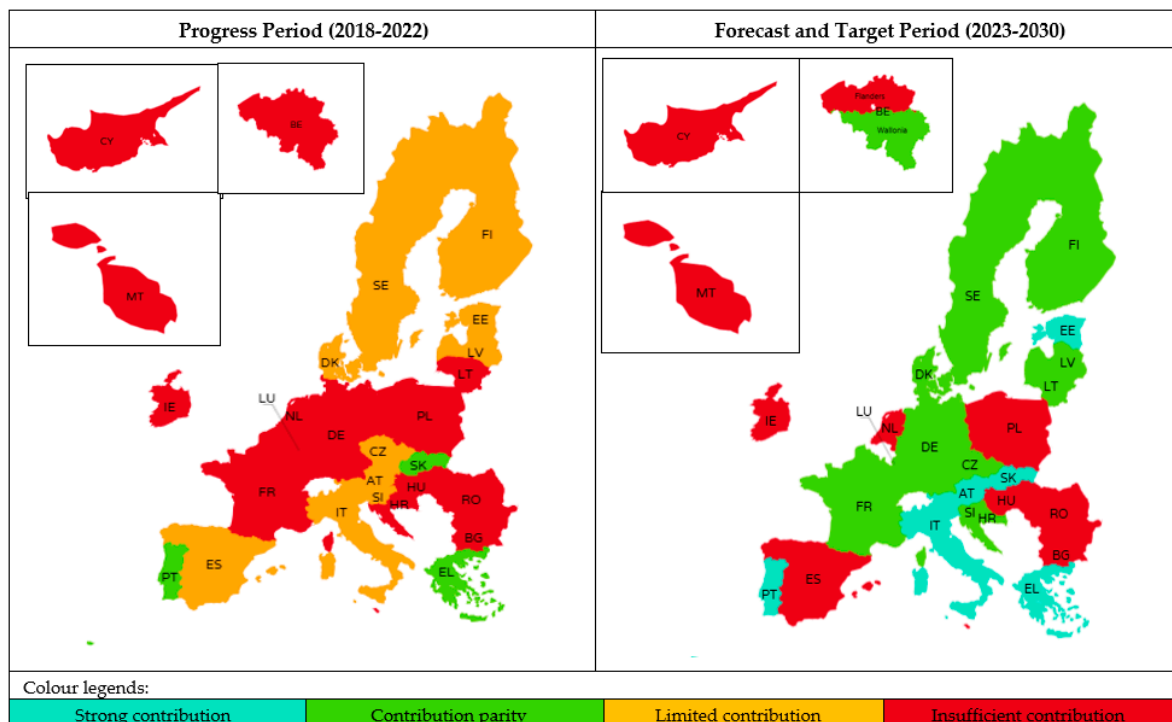 Progress Period (2018-2022)
Forecast and Target Period (2023-2030)
CY
BE
MT
FI
SE
EE
LV
DK
LT
IE
LU
NL
PL
DE
CZ
SK
AT
HU
SI
HR
RO
FR
IT
BG
ES
PT
EL
CY
Flanders
BE
Wallonia
MT
FI
SE
EE
LV
DK
LT
IE
LU
NL
PL
DE
CZ
SK
AT
HU
SI
HR
RO
FR
IT
BG
ES
PT
EL
Colour legends:
Strong contribution
Contribution parity
Limited contribution
Insufficient contribution